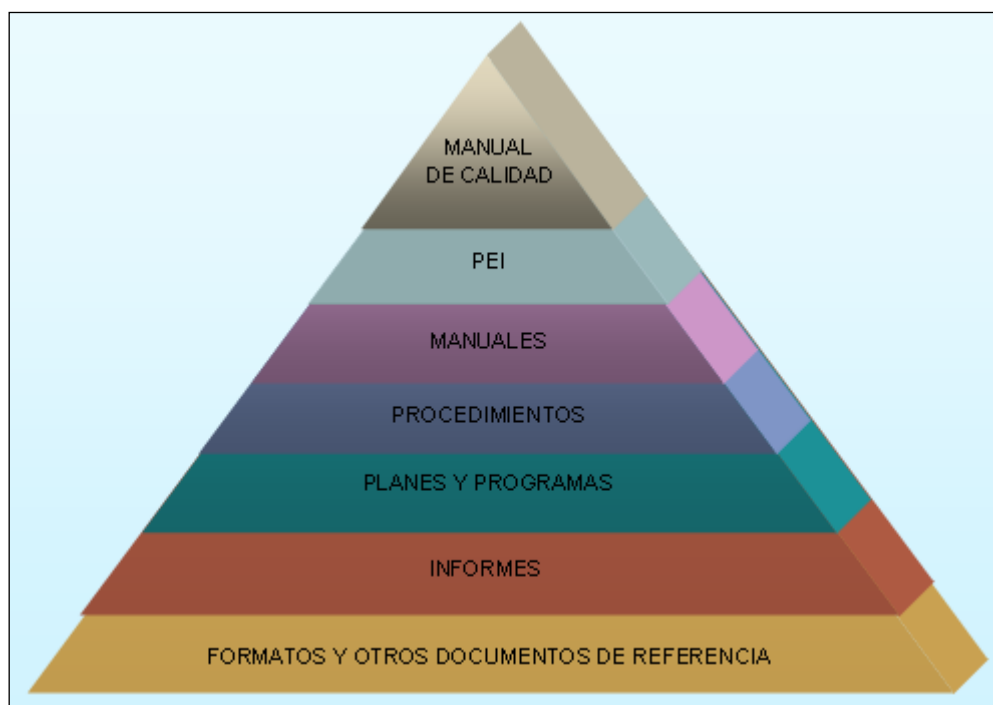 MANUAL
DE CALIDAD
PEI
MANUALES
PROCEDIMIENTOS
PLANES Y PROGRAMAS
INFORMES
FORMATOS Y OTROS DOCUMENTOS DE REFERENCIA